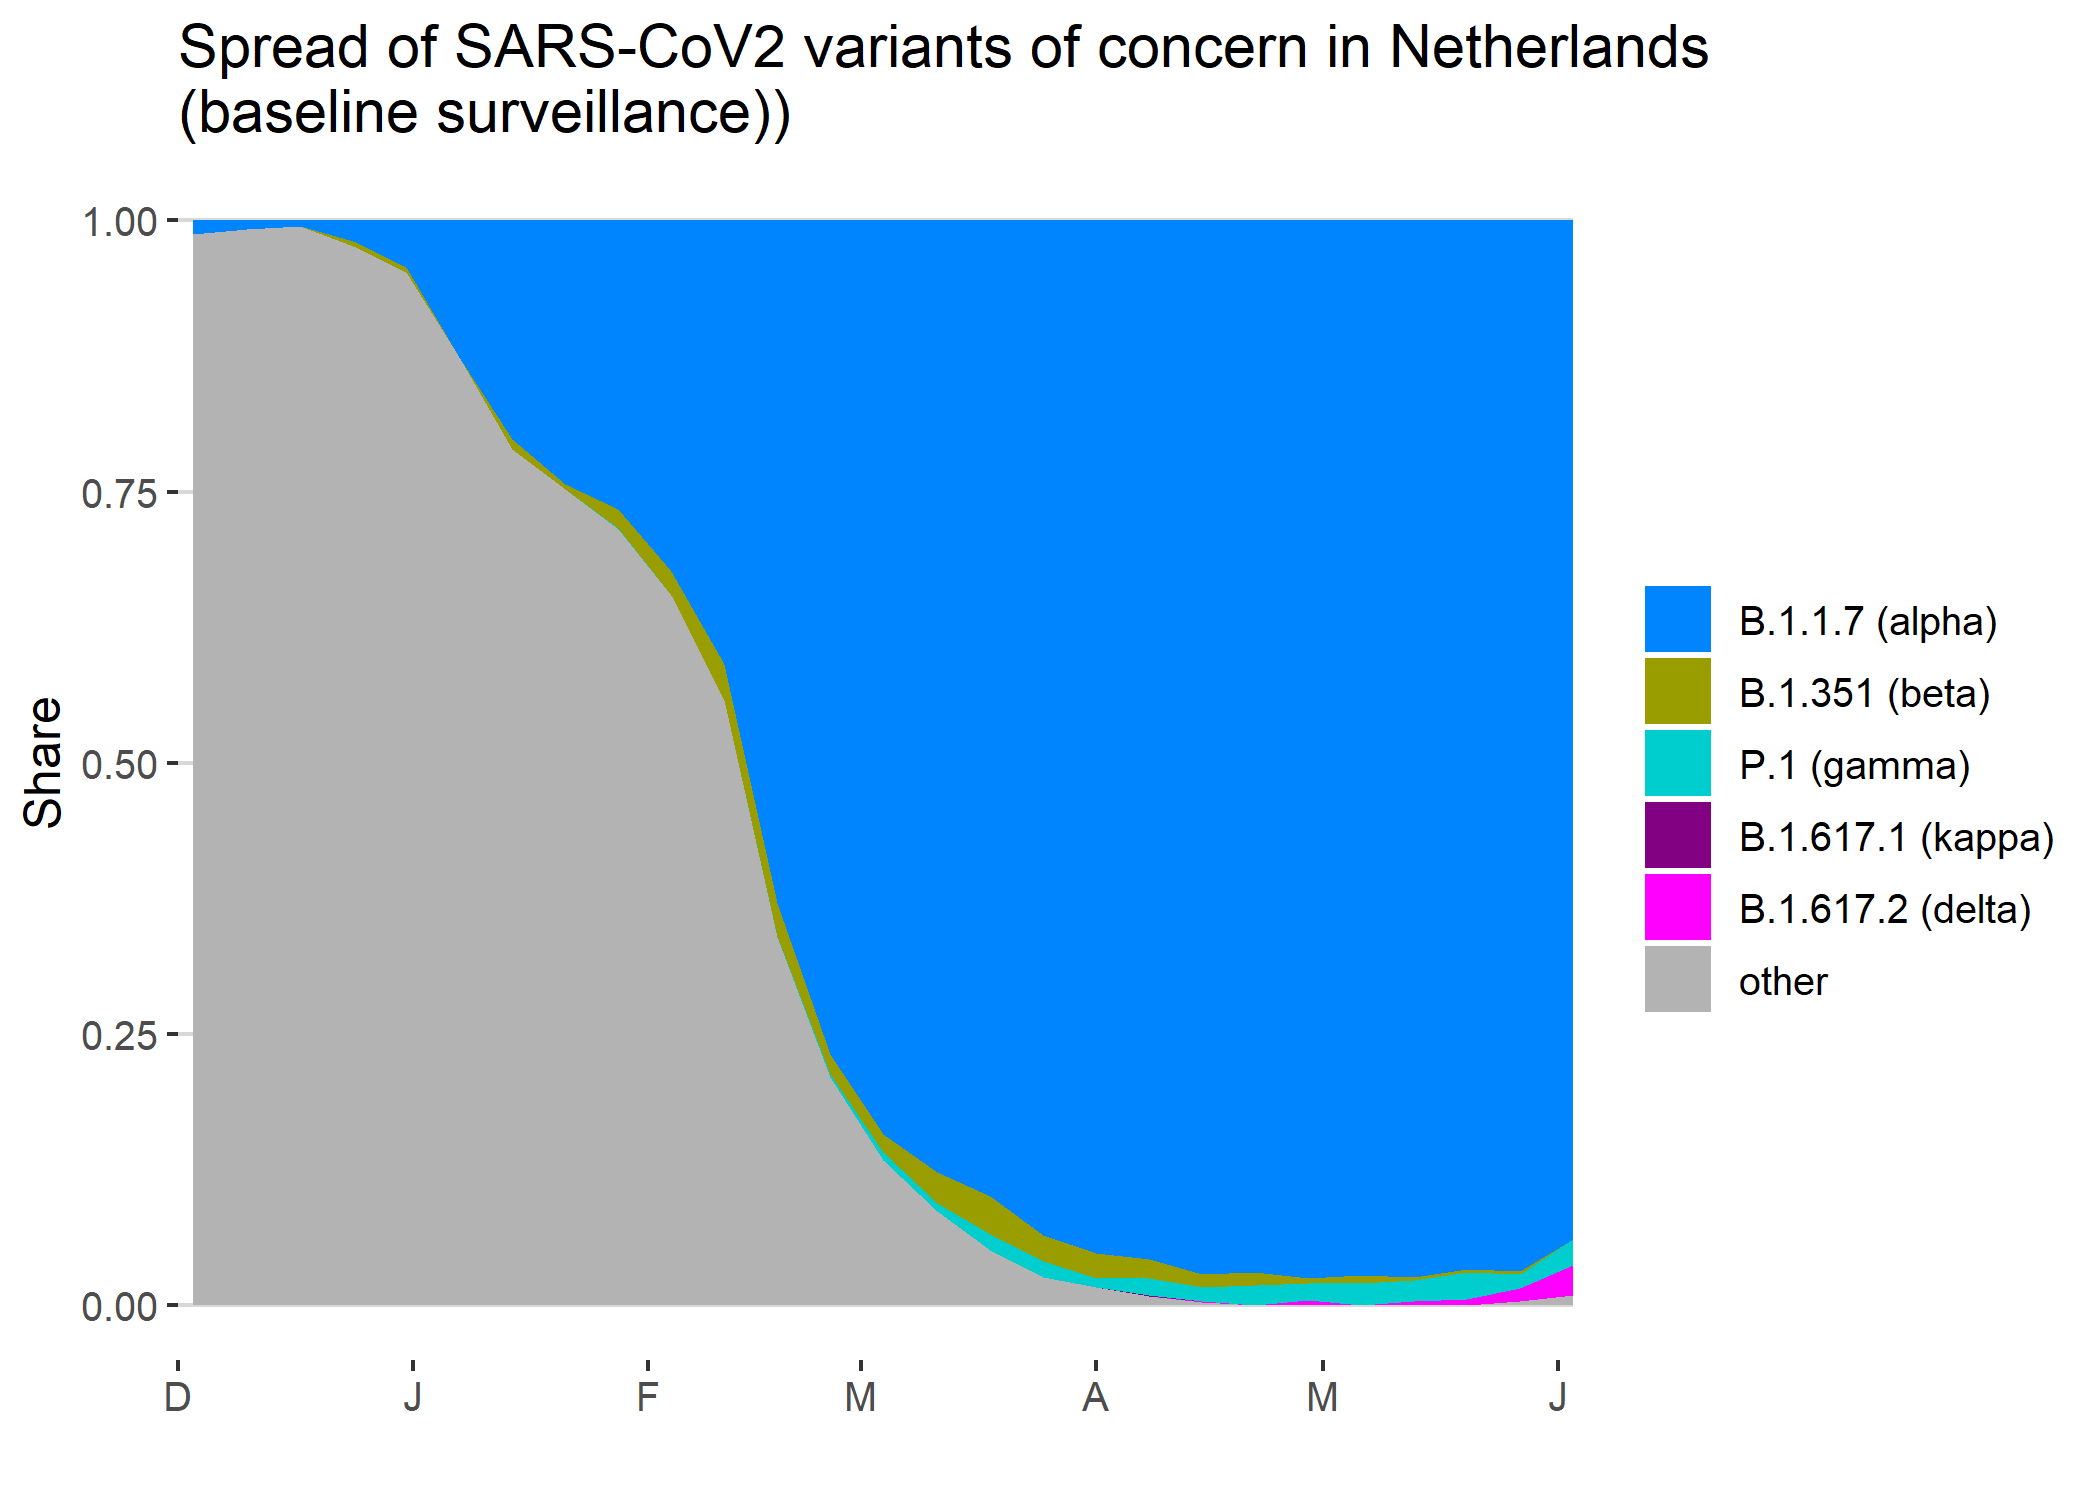 Spread of SARS-CoV2 variants of concern in Netherlands
(baseline surveillance))
Share
1.00
0.75
0.50
0.25
0.00
D J F M A M J
B.1.1.7 (alpha)
B.1.351 (beta)
P.1 (gamma)
B.1.617.1 (kappa)
B.1.617.2 (delta)
other